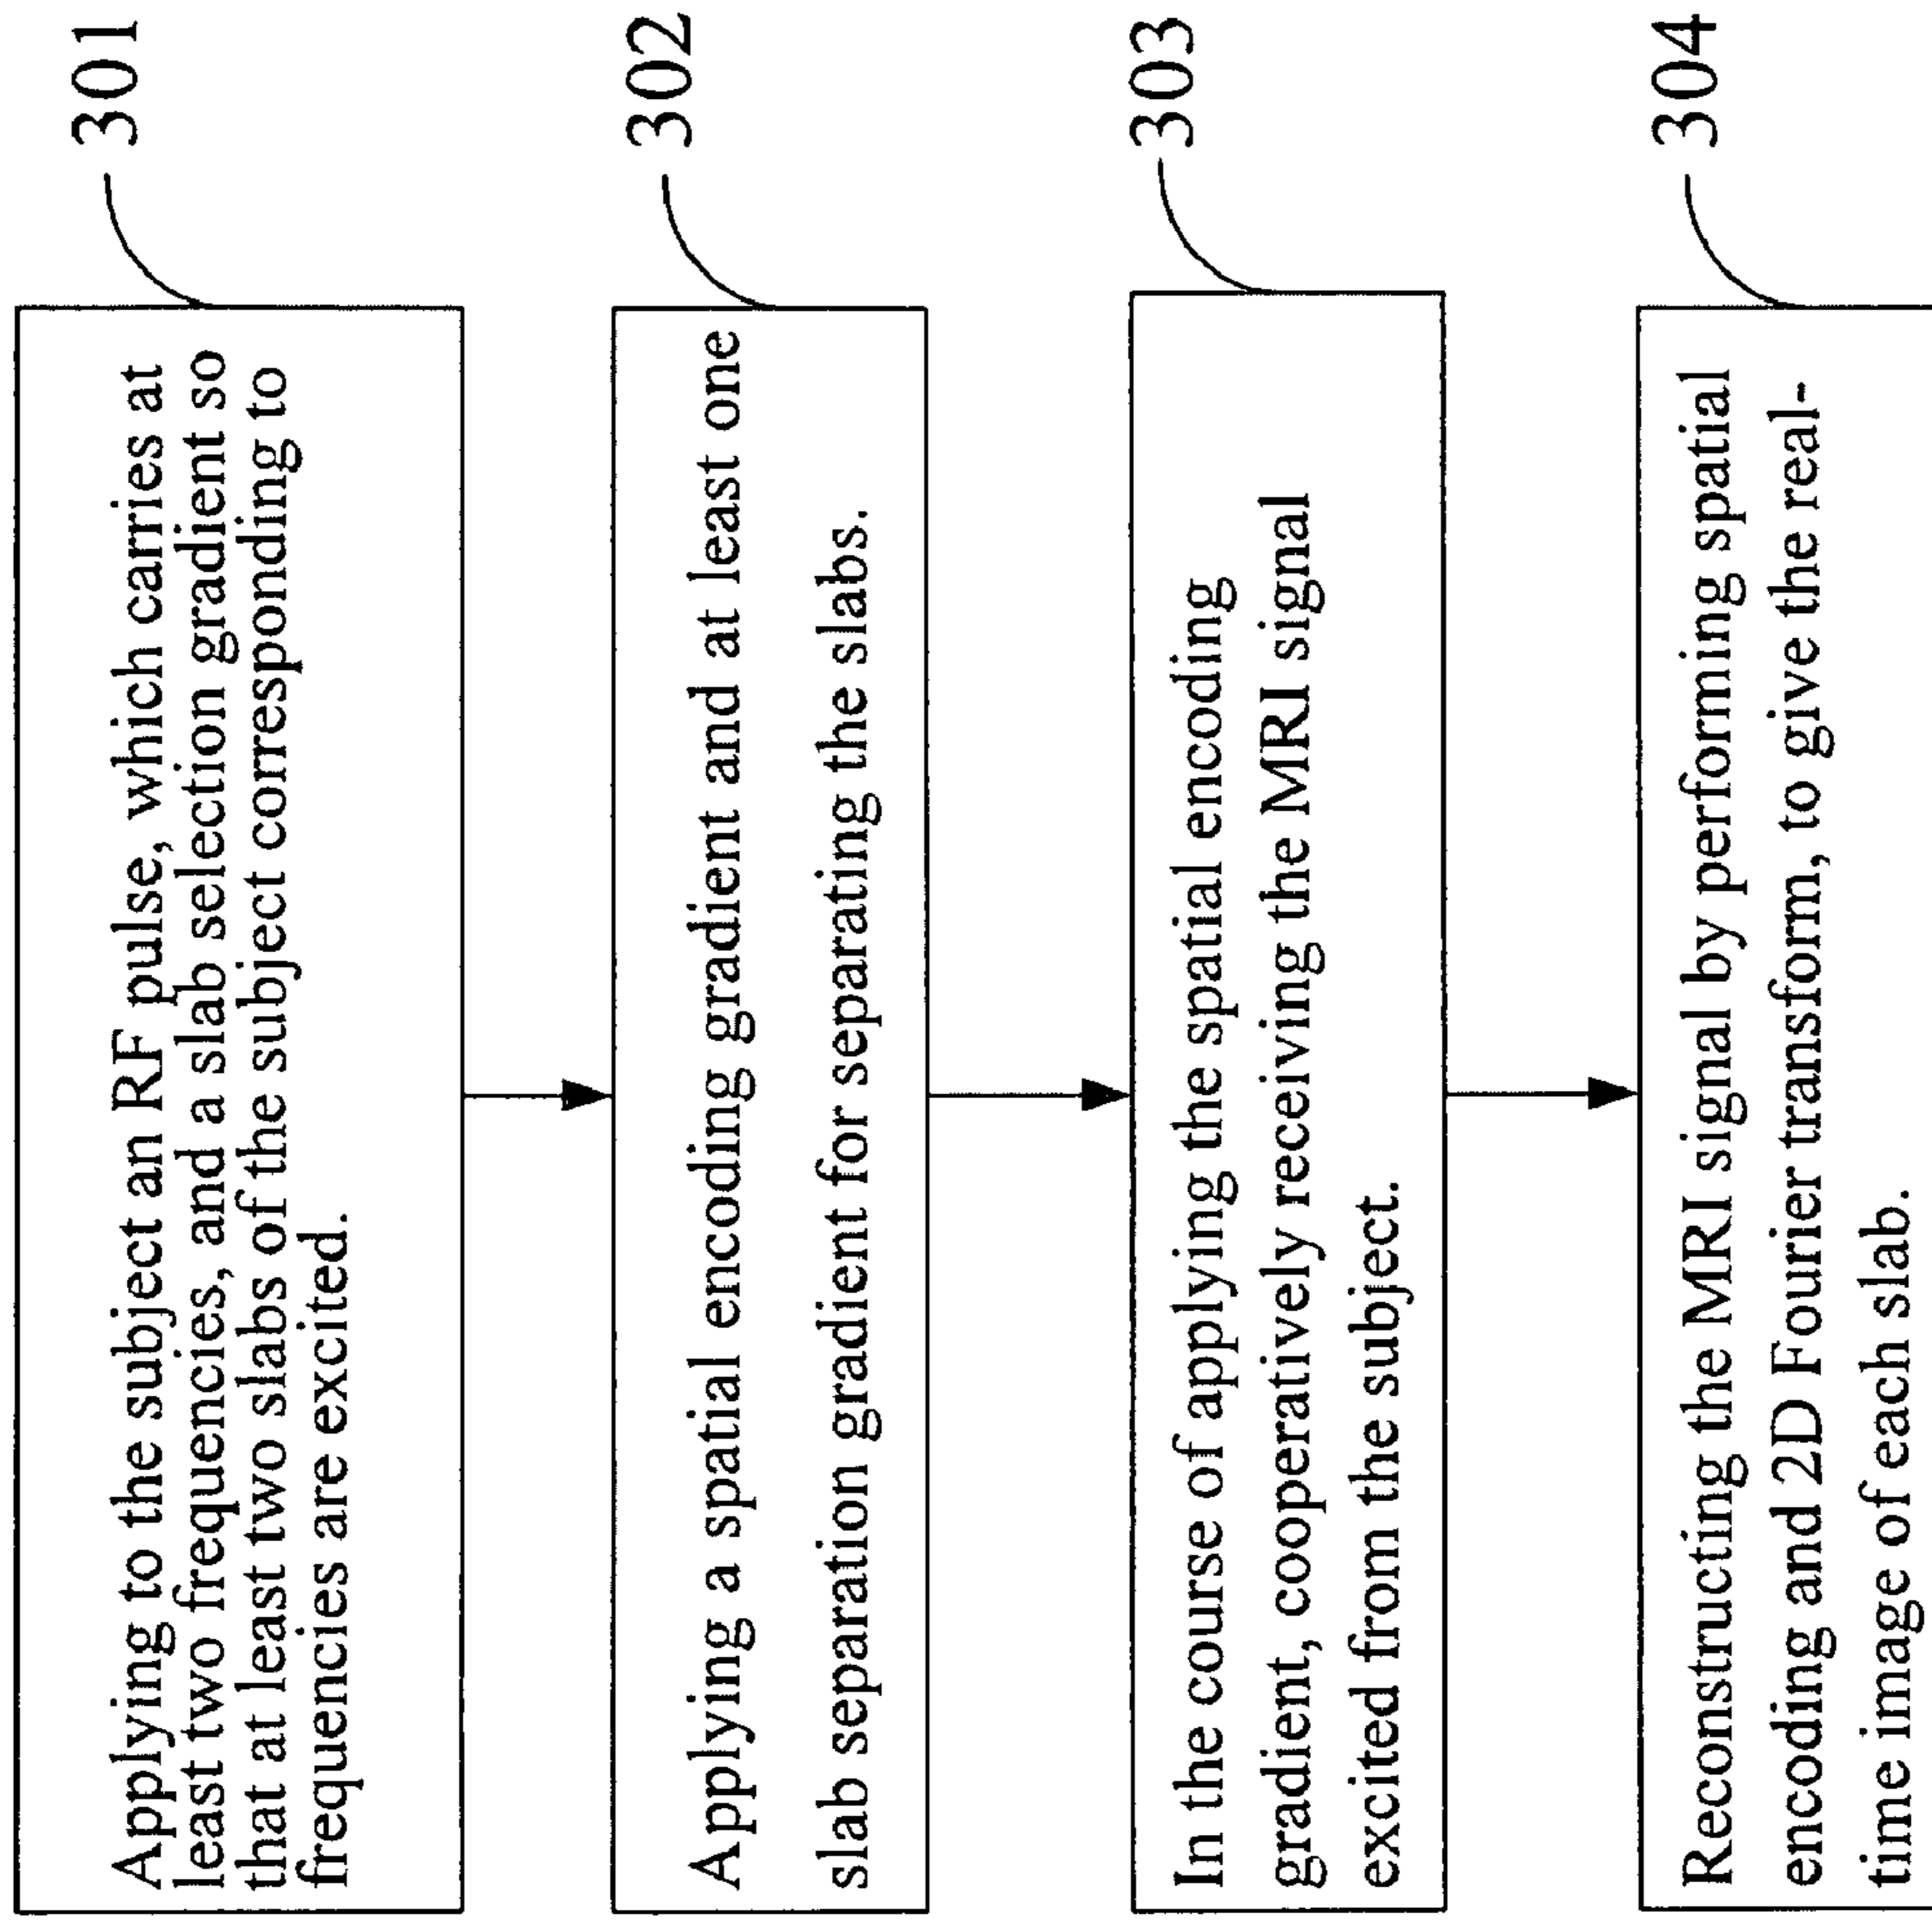 301
Applying to the subject an RF pulse, which carries at
least two frequencies, and a slab selection gradient so
that at least two slabs of the subject corresponding to
frequencies are excited.
302
Applying a spatial encoding gradient and at least one
slab separation gradient for separating the slabs.
303
In the course of applying the spatial encoding
gradient, cooperatively receiving the MRI signal
excited from the subject.
304
Reconstructing the MRI signal by performing spatial
encoding and 2D Fourier transform, to give the real-
time image of each slab.